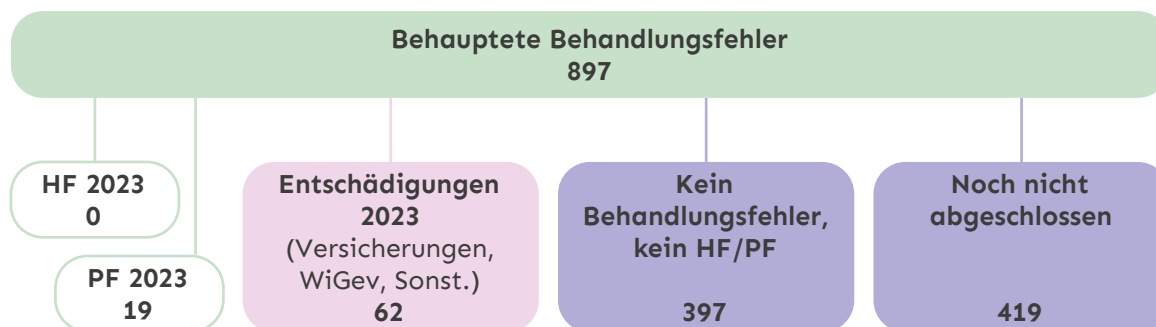 Behauptete Behandlungsfehler
897
HF 2023
0
PF 2023
19
Entschädigungen
2023
(Versicherungen,
WiGev, Sonst.)
62
Kein
Behandlungsfehler,
kein HF/PF
397
Noch nicht
abgeschlossen
419